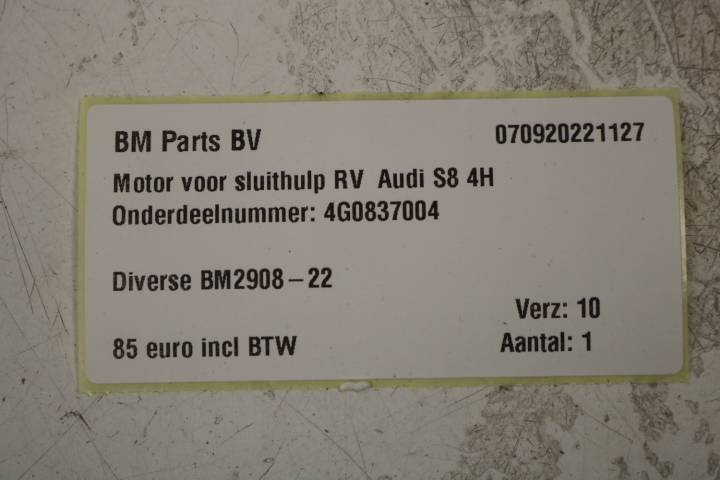 BM Parts BV 070920221127
Motor voor sluithulp RV Audi S8 4H
Onderdeelnummer: 4G0837004
Diverse BM2908-22
Verz: 10
85 euro incl BTW Aantal: 1